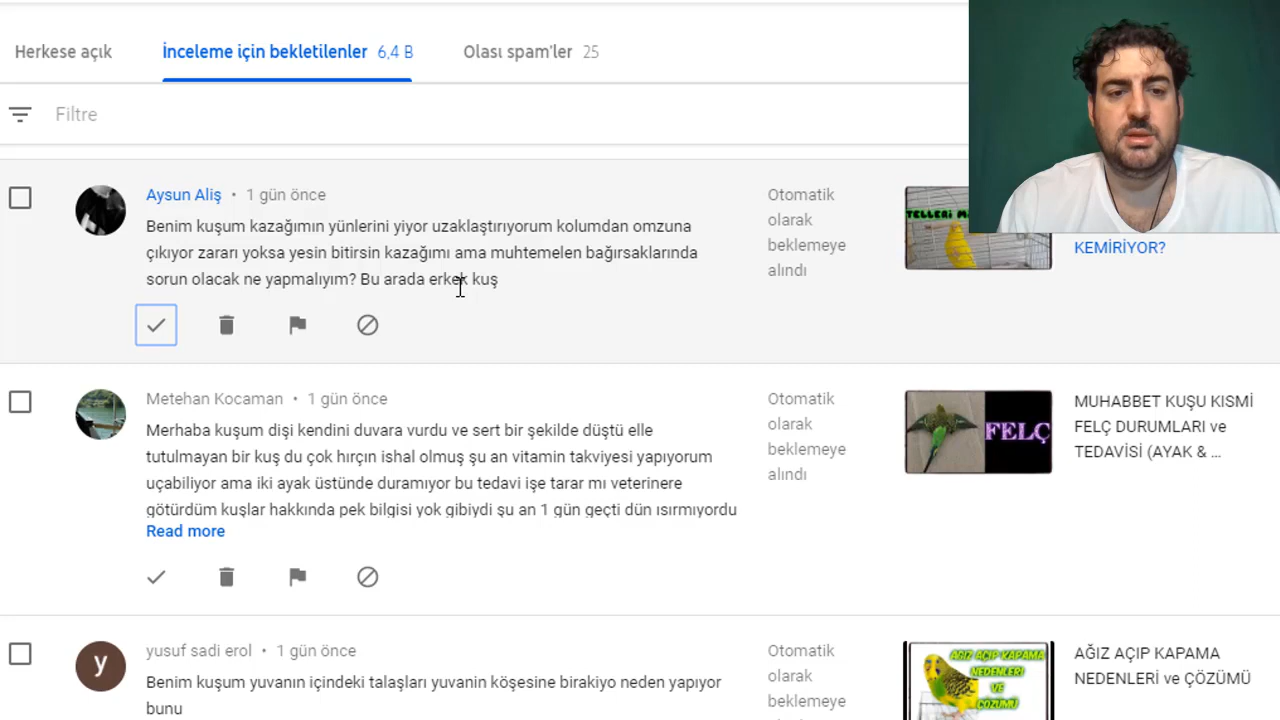 Herkese açık
İnceleme için bekletilenler 6,4 B
Olası spam'ler 25
Filtre
Aysun Aliş • 1 gün önce
Benim kuşum kazağımın yünlerini yiyor uzaklaştırıyorum kolumdan omzuna
çıkıyor zararı yoksa yesin bitirsin kazağımı ama muhtemelen bağırsaklarında
sorun olacak ne yapmalıyım? Bu arada erkek kuş
Otomatik
olarak
beklemeye
alındı
TELLERİ
KEMİRİYOR?
Metehan Kocaman • 1 gün önce
Merhaba kuşum dişi kendini duvara vurdu ve sert bir şekilde düştü elle
tutulmayan bir kuş du çok hırçın ishal olmuş şu an vitamin takviyesi yapıyorum
uçabiliyor ama iki ayak üstünde duramıyor bu tedavi işe tarar mı veterinere
götürdüm kuşlar hakkında pek bilgisi yok gibiydi şu an 1 gün geçti dün ısırmıyordu
Read more
Otomatik
olarak
beklemeye
alındı
FELÇ
MUHABBET KUŞU KISMİ
FELÇ DURUMLARI ve
TEDAVİSİ (AYAK & ...
y
yusuf sadi erol • 1 gün önce
Benim kuşum yuvanın içindeki talaşları yuvanin köşesine birakiyo neden yapıyor
bunu
Otomatik
olarak
beklemeye
AĞIZ AÇIP KAPAMA
NEDENLERİ
VE
ÇÖZÜMÜ
AĞIZ AÇIP KAPAMA
NEDENLERİ ve ÇÖZÜMÜ